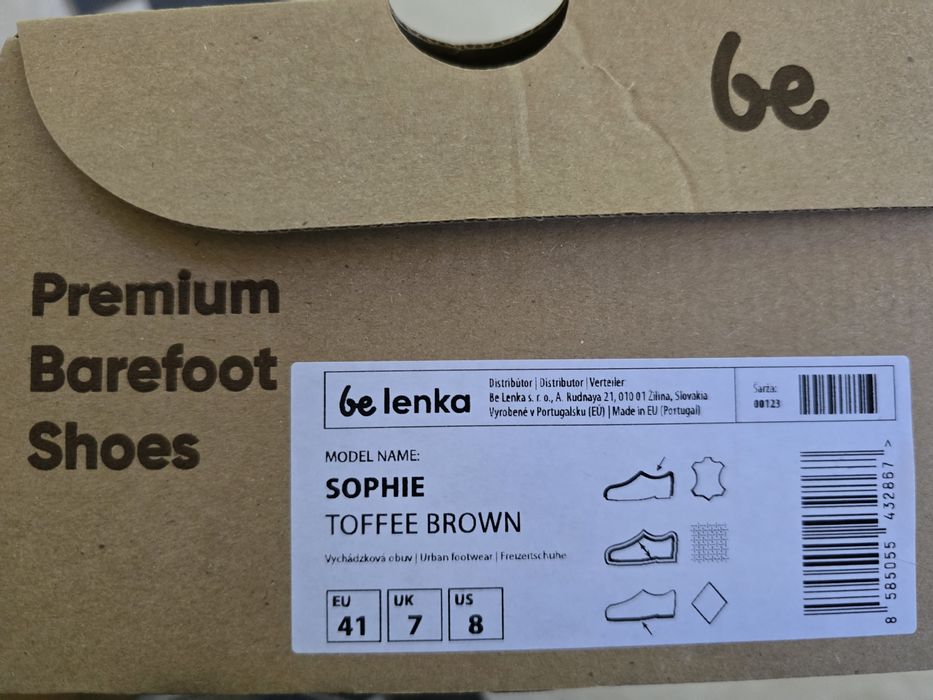 be
Premium
Barefoot
Shoes
be lenka
Distribútor | Distributor | Verteiler
Be Lenka s. r. o., A. Rudnaya 21, 010 01 Žilina, Slovakia
Vyrobené v Portugalsku (EÚ) | Made in EU (Portugal)
Šarža:
00123
MODEL NAME:
SOPHIE
TOFFEE BROWN
Vychádzková obuv | Urban footwear | Freizeitschuhe
EU
41
UK
7
US
8
8 585055 432867 >